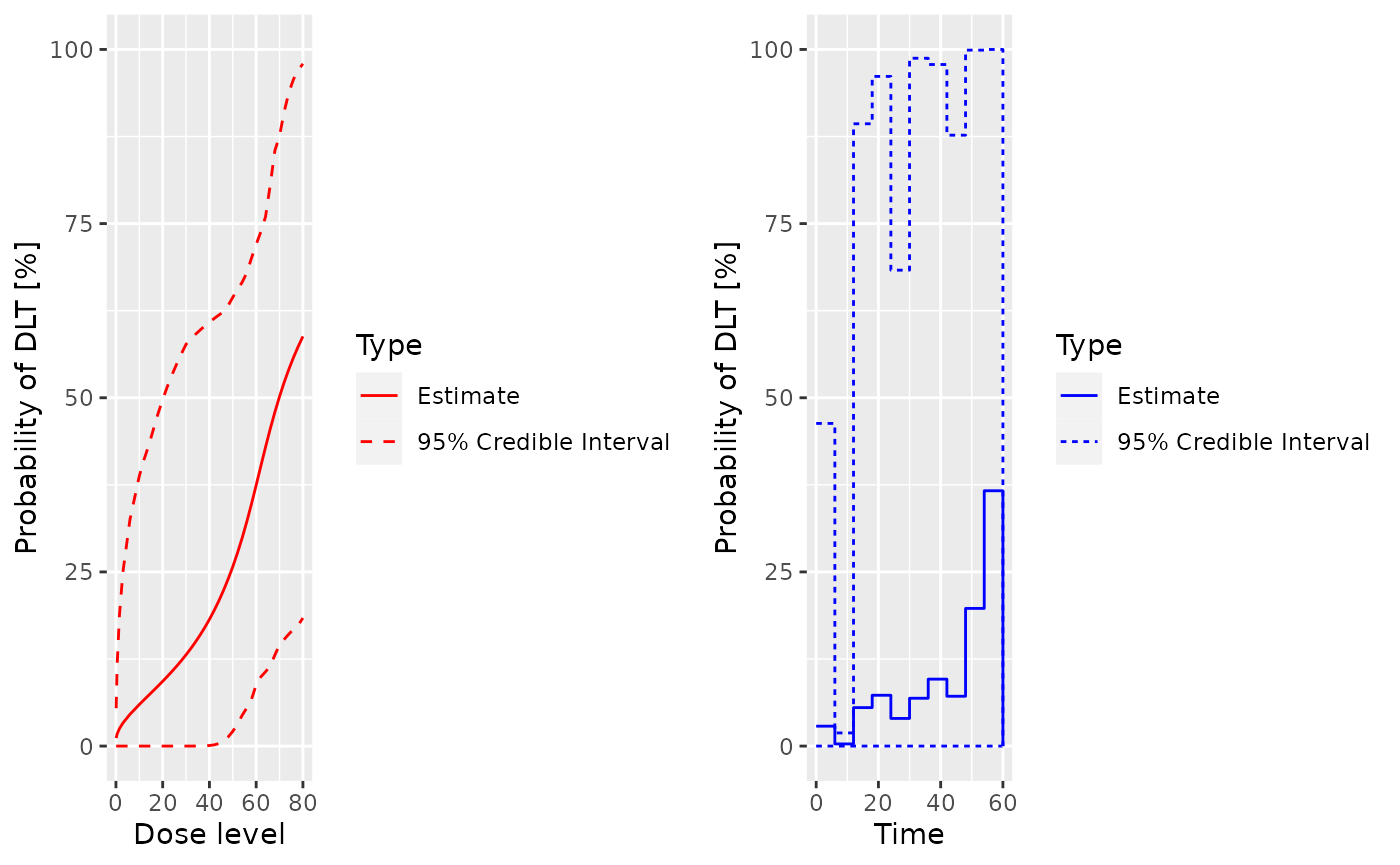 Probability of DLT [%]
100
75
50
25
0
0 20 40 60 80
Dose level
Type
Estimate
95% Credible Interval
Probability of DLT [%]
100
75
50
25
0
0 20 40 60
Time
Type
Estimate
95% Credible Interval